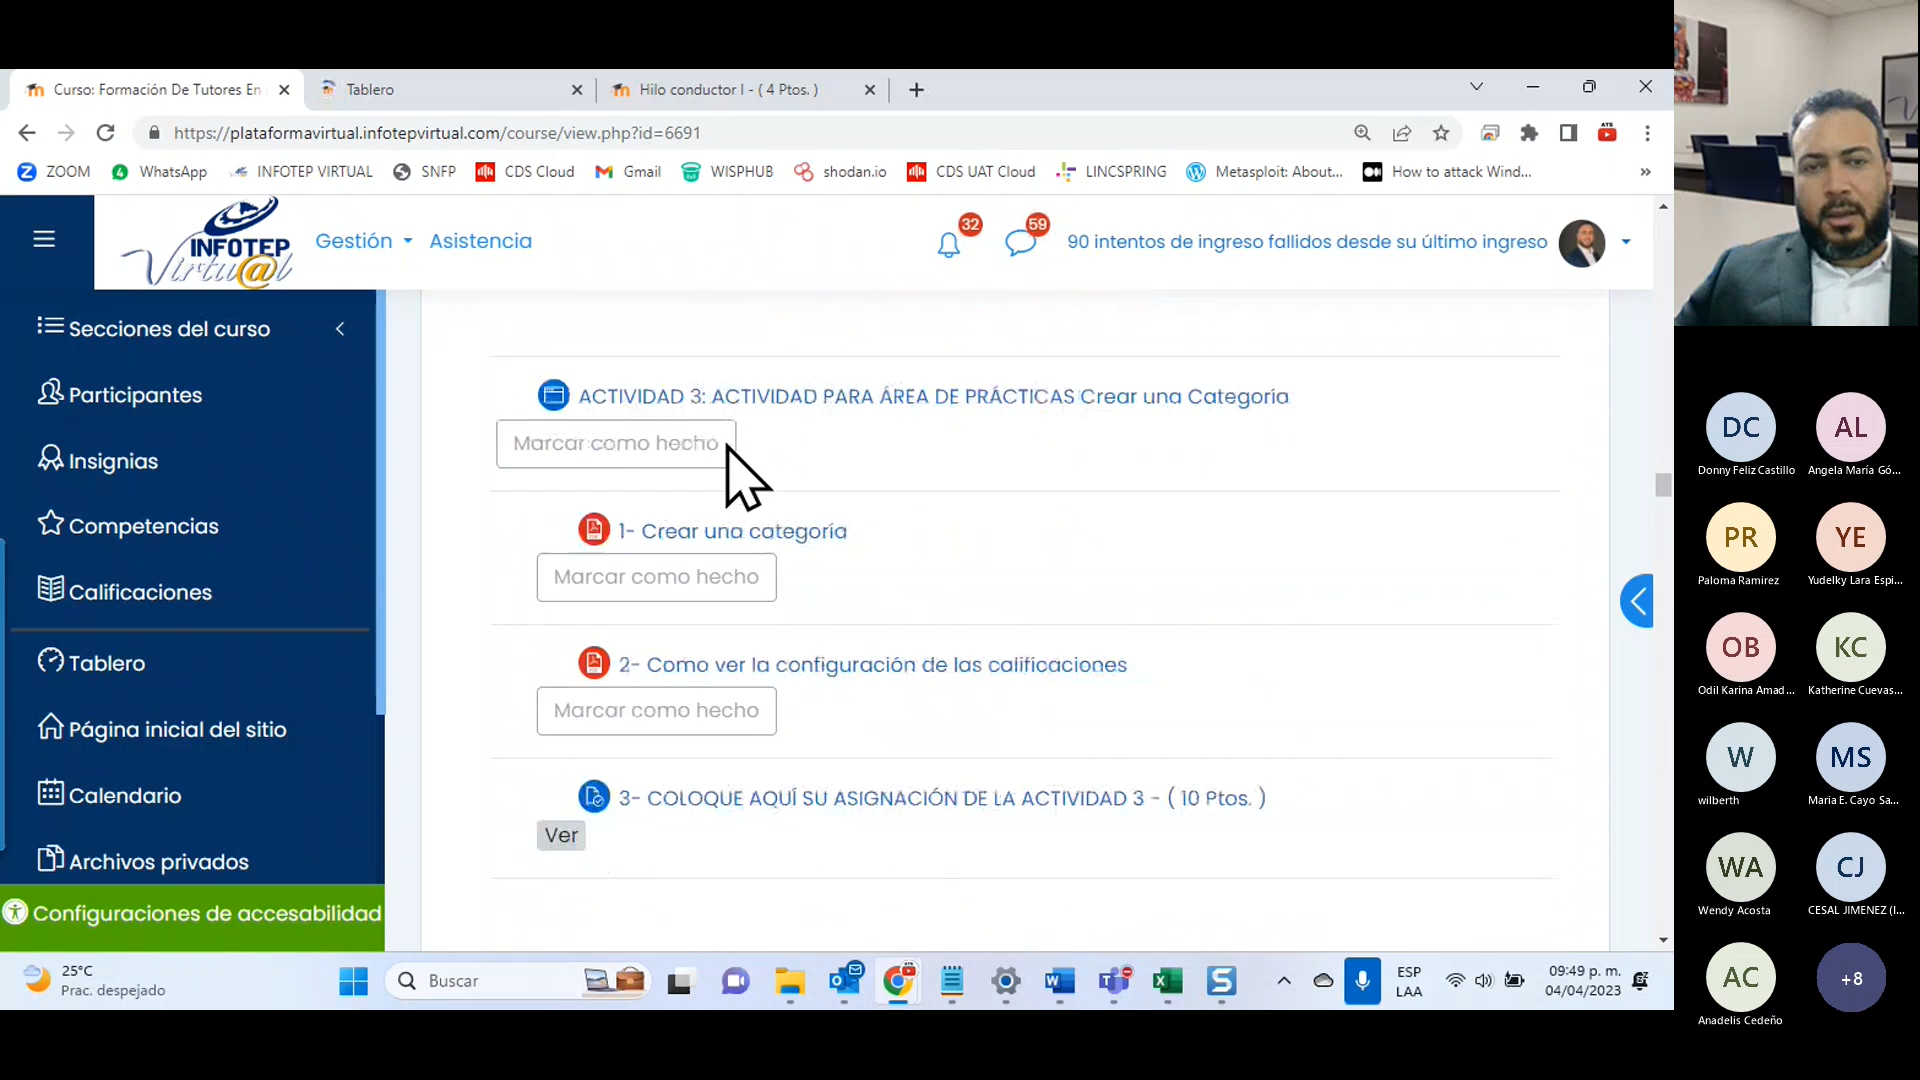 Curso: Formación De Tutores En
Tablero
Hilo conductor I - ( 4 Ptos. )
https://plataformavirtual.infotepvirtual.com/course/view.php?id=6691
ZOOM
WhatsApp
INFOTEP VIRTUAL
SNFP
CDS Cloud
Gmail
WISPHUB
shodan.io
CDS UAT Cloud
LINCSPRING
Metasploit: About...
How to attack Wind...
»
INFOTEP
Virtu@l
Gestión
Asistencia
32
59
90 intentos de ingreso fallidos desde su último ingreso
Secciones del curso
Participantes
Insignias
Competencias
Calificaciones
Tablero
Página inicial del sitio
Calendario
Archivos privados
Configuraciones de accesabilidad
ACTIVIDAD 3: ACTIVIDAD PARA ÁREA DE PRÁCTICAS Crear una Categoría
Marcar como hecho
1- Crear una categoría
Marcar como hecho
2- Como ver la configuración de las calificaciones
Marcar como hecho
3- COLOQUE AQUÍ SU ASIGNACIÓN DE LA ACTIVIDAD 3 - ( 10 Ptos. )
Ver
DC
Donny Feliz Castillo
AL
Angela María Gó...
PR
Paloma Ramirez
YE
Yudelky Lara Espi...
OB
Odil Karina Amad...
KC
Katherine Cuevas...
W
wilberth
MS
Maria E. Cayo Sa...
WA
Wendy Acosta
CJ
CESAL JIMENEZ (I...
AC
Anadelis Cedeño
+8
25°C
Prac. despejado
Buscar
ESP
LAA
09:49 p. m.
04/04/2023